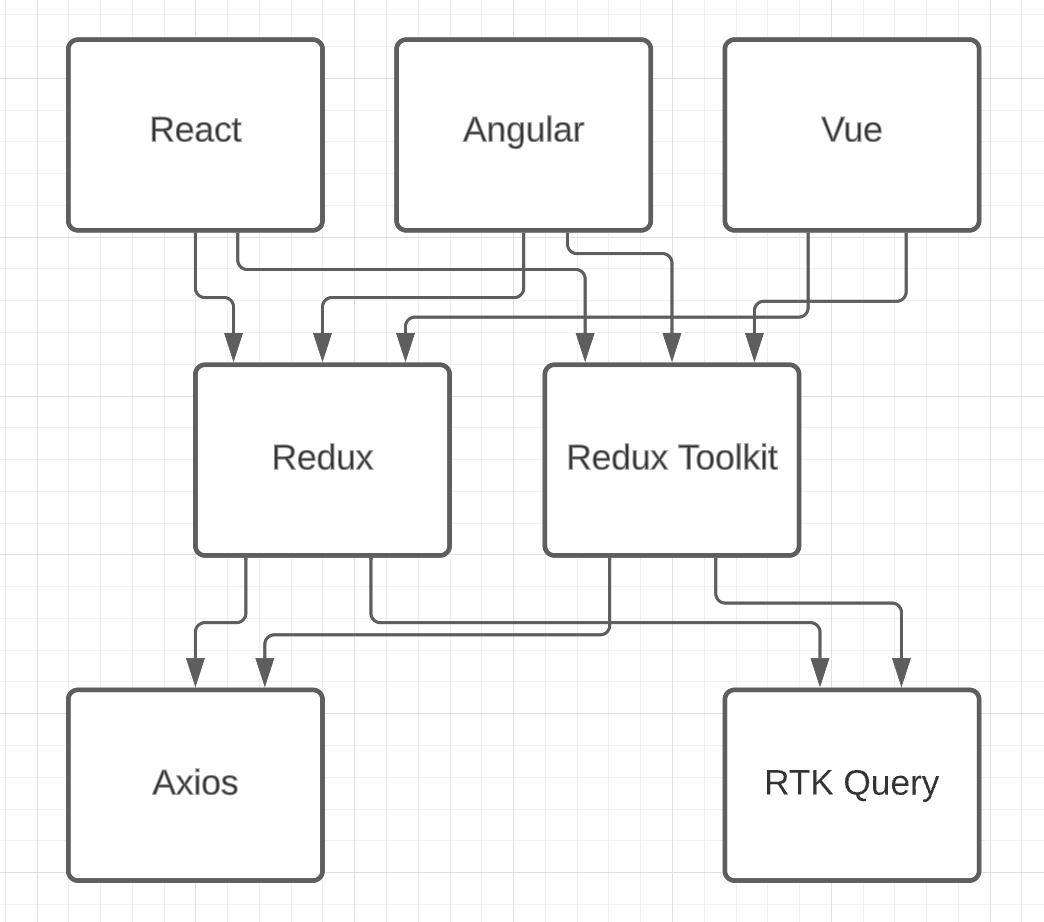 React
Angular
Vue
Redux
Redux Toolkit
Axios
RTK Query